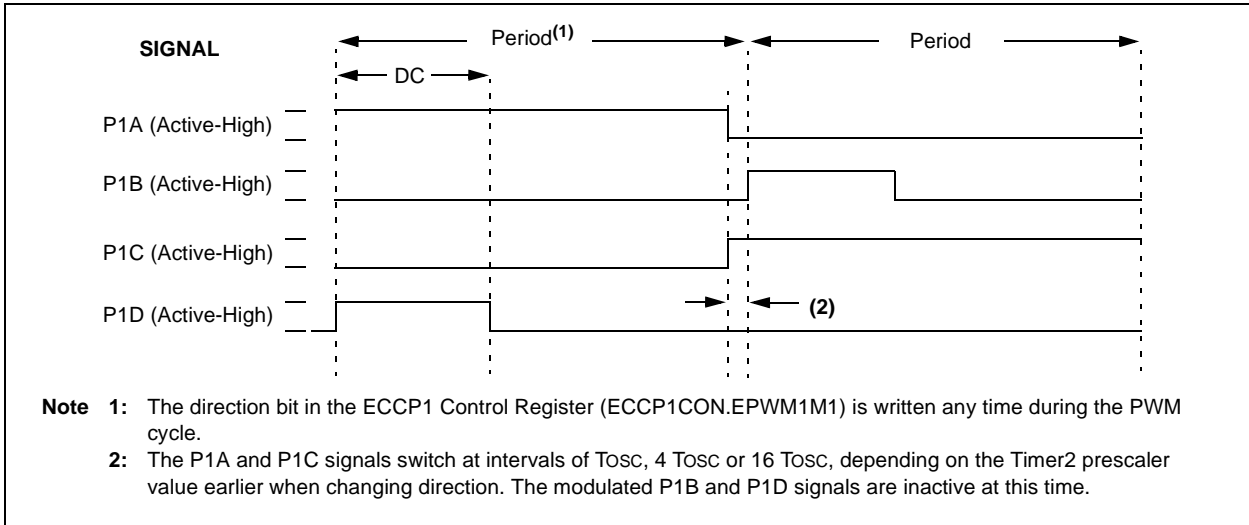 SIGNAL
Period(1)
Period
DC
P1A (Active-High)
P1B (Active-High)
P1C (Active-High)
P1D (Active-High)
(2)
Note 1: The direction bit in the ECCP1 Control Register (ECCP1CON.EPWM1M1) is written any time during the PWM
cycle.
2: The P1A and P1C signals switch at intervals of TOSC, 4 TOSC or 16 TOSC, depending on the Timer2 prescaler
value earlier when changing direction. The modulated P1B and P1D signals are inactive at this time.